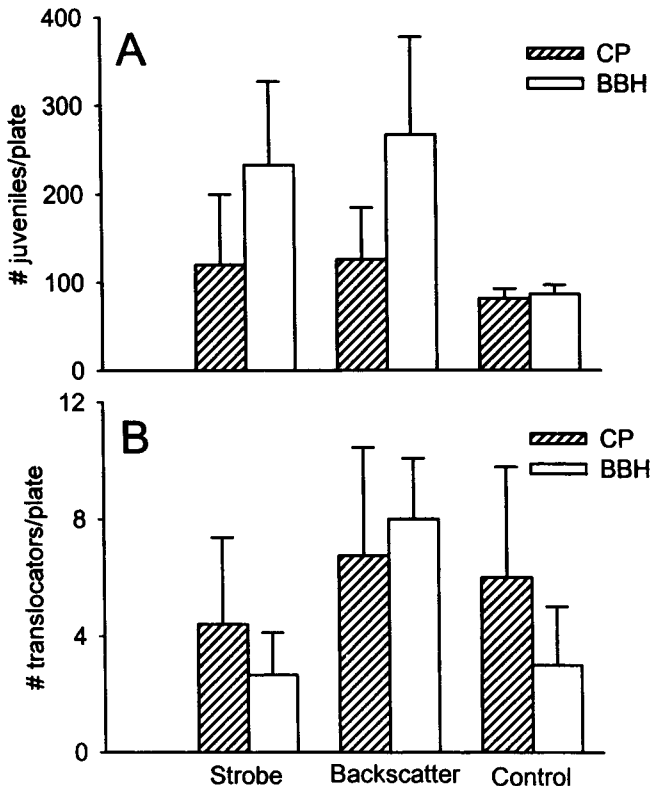 A
# juveniles/plate
400
300
200
100
0
CP
BBH
B
# translocators/plate
12
8
4
0
CP
BBH
Strobe Backscatter Control